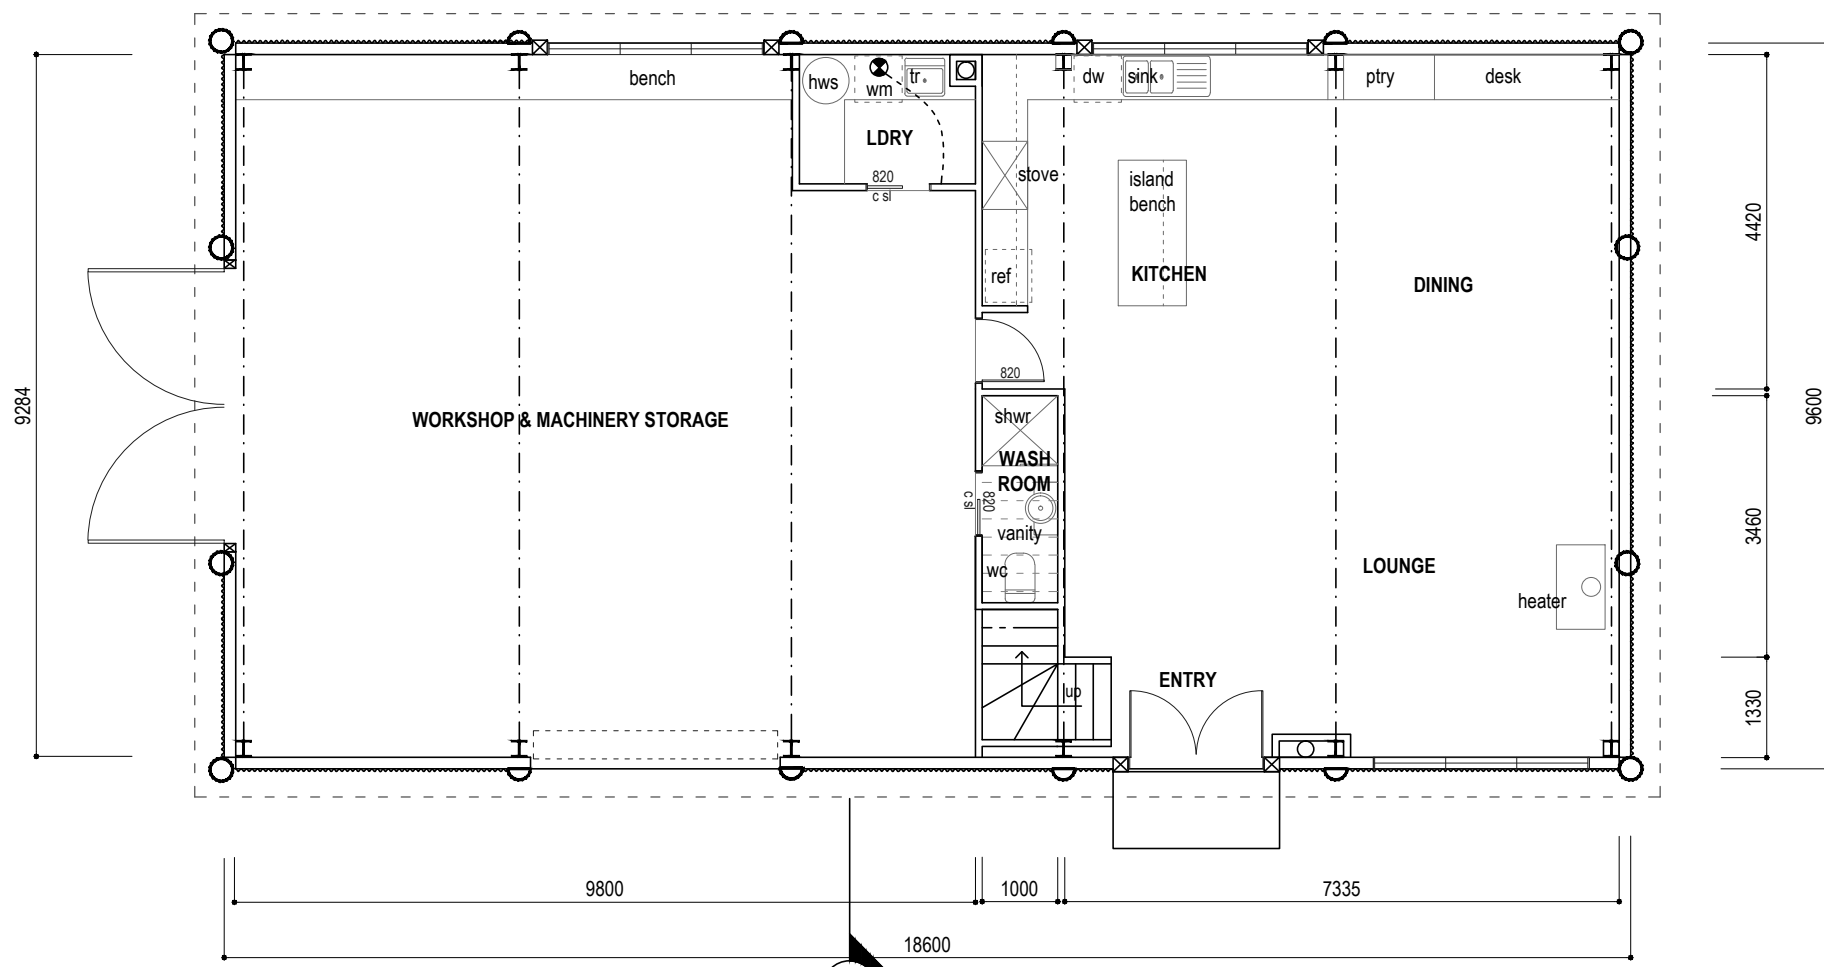 bench
hws
wm
tr
dw
sink
ptry
desk
LDRY
820
c sl
stove
island
bench
ref
KITCHEN
DINING
4420
9284
820
9600
WORKSHOP & MACHINERY STORAGE
shwr
WASH
ROOM
820
c sl
vanity
wc
3460
LOUNGE
heater
ENTRY
up
1330
9800
1000
7335
18600